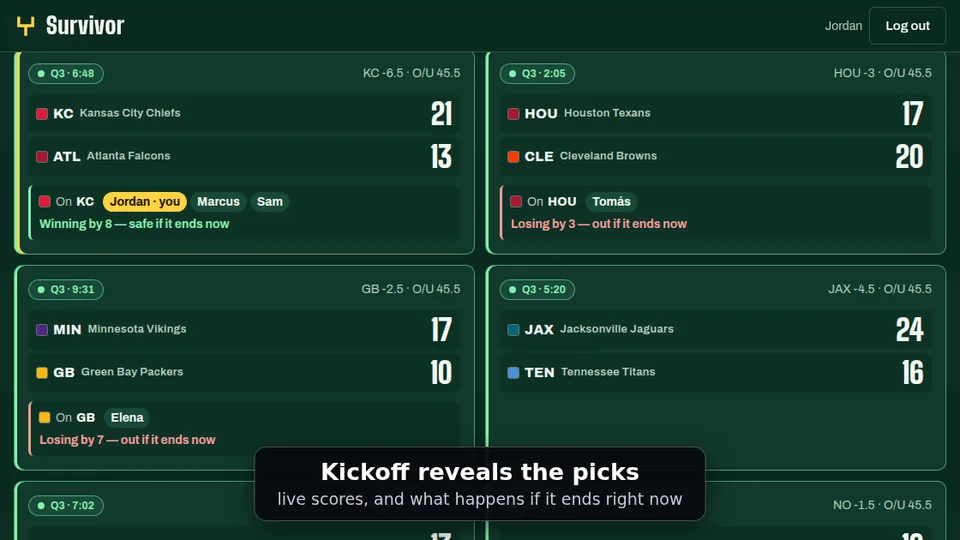 Survivor
Jordan
Log out
Q3 · 6:48
KC -6.5 · O/U 45.5
KC Kansas City Chiefs 21
ATL Atlanta Falcons 13
On KC Jordan · you Marcus Sam
Winning by 8 — safe if it ends now
Q3 · 2:05
HOU -3 · O/U 45.5
HOU Houston Texans 17
CLE Cleveland Browns 20
On HOU Tomás
Losing by 3 — out if it ends now
Q3 · 9:31
GB -2.5 · O/U 45.5
MIN Minnesota Vikings 17
GB Green Bay Packers 10
On GB Elena
Losing by 7 — out if it ends now
Q3 · 5:20
JAX -4.5 · O/U 45.5
JAX Jacksonville Jaguars 24
TEN Tennessee Titans 16
Kickoff reveals the picks
live scores, and what happens if it ends right now
Q3 · 7:02
NO -1.5 · O/U 45.5